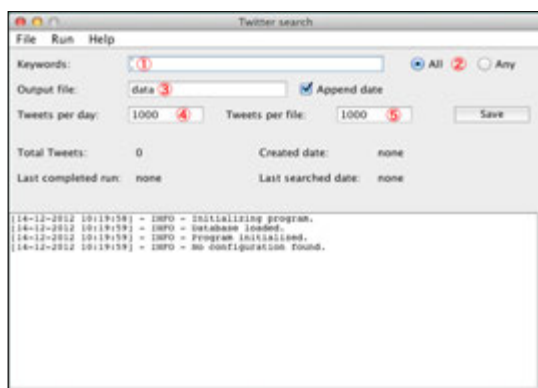 Twitter search
File Run Help
Keywords: ① All ② Any
Output file: data ③ Append date
Tweets per day: 1000 ④ Tweets per file: 1000 ⑤ Save
Total Tweets: 0 Created date: none
Last completed run: none Last searched date: none
[14-12-2012 10:19:58] - INFO - Initializing program.
[14-12-2012 10:19:59] - INFO - Database loaded.
[14-12-2012 10:19:59] - INFO - Program initialised.
[14-12-2012 10:19:59] - INFO - No configuration found.